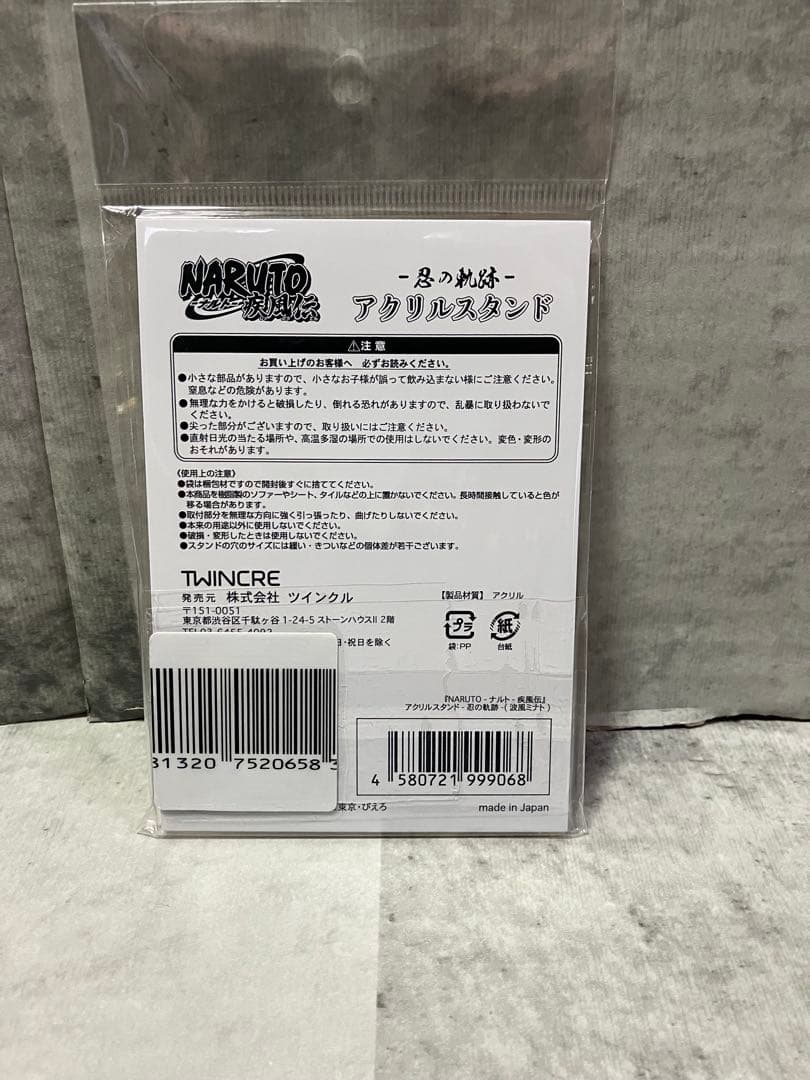 NARUTO
-ナルト-
疾風伝
-忍の軌跡-
アクリルスタンド
⚠注意
お買い上げのお客様へ 必ずお読みください。
●小さな部品がありますので、小さなお子様が誤って飲み込まない様にご注意ください。
窒息などの危険があります。
●無理な力をかけると破損したり、倒れる恐れがありますので、乱暴に取り扱わないで
ください。
●尖った部分がございますので、取り扱いにはご注意ください。
●直射日光の当たる場所や、高温多湿の場所での使用はしないでください。変色・変形の
おそれがあります。
《使用上の注意》
●袋は梱包材ですので開封後すぐに捨ててください。
●本商品を樹脂製のソファーやシート、タイルなどの上に置かないでください。長時間接触していると色が
移る場合があります。
●取付部分を無理な方向に強く引っ張ったり、曲げたりしないでください。
●本来の用途以外に使用しないでください。
●破損・変形したときは使用しないでください。
●スタンドの穴のサイズには緩い・きついなどの個体差が若干ございます。
TWINCRE
発売元 株式会社 ツインクル
〒151-0051
東京都渋谷区千駄ヶ谷 1-24-5 ストーンハウスII 2階
TEL03-6455-4092
日・祝日を除く
【製品材質】 アクリル
プラ
袋:PP
紙
台紙
『NARUTO -ナルト- 疾風伝』
アクリルスタンド -忍の軌跡- (波風ミナト)
31320 7520658
4 580721 999068
東京・ぴえろ
made in Japan